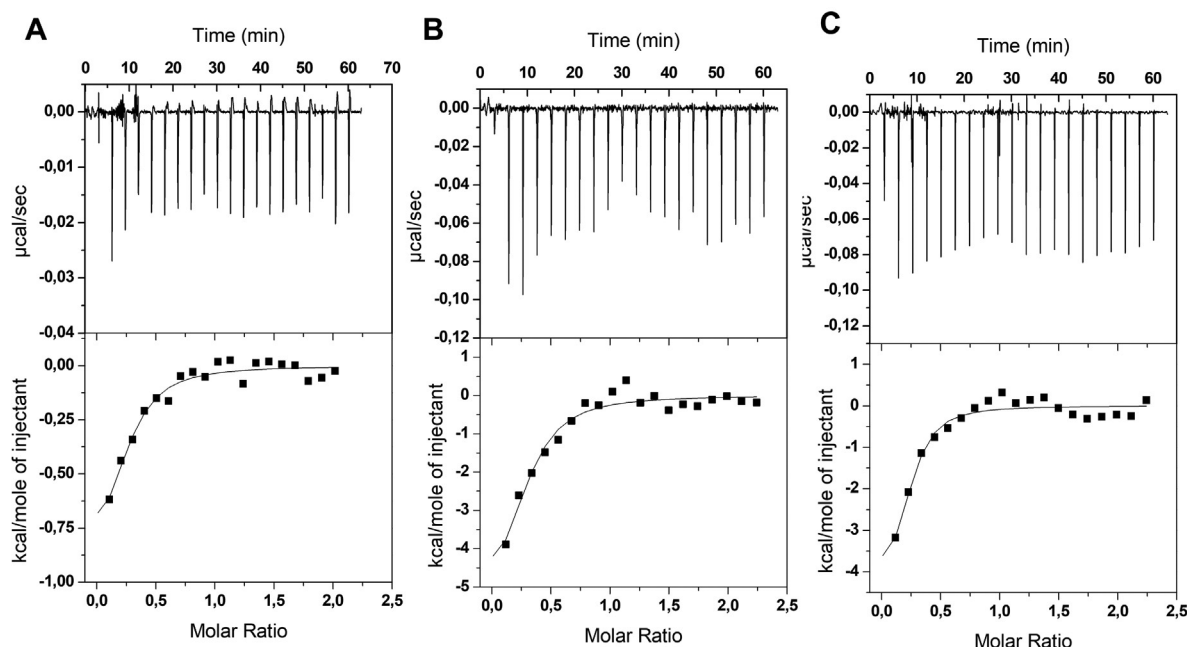 A
Time (min)
0 10 20 30 40 50 60 70
0,00
-0,01
-0,02
-0,03
-0,04
µcal/sec
0,00
-0,25
-0,50
-0,75
-1,00
kcal/mole of injectant
0,0 0,5 1,0 1,5 2,0 2,5
Molar Ratio
B
Time (min)
0 10 20 30 40 50 60
0,00
-0,02
-0,04
-0,06
-0,08
-0,10
-0,12
µcal/sec
1
0
-1
-2
-3
-4
-5
kcal/mole of injectant
0,0 0,5 1,0 1,5 2,0 2,5
Molar Ratio
C
Time (min)
0 10 20 30 40 50 60
0,00
-0,02
-0,04
-0,06
-0,08
-0,10
-0,12
µcal/sec
1
0
-1
-2
-3
-4
kcal/mole of injectant
0,0 0,5 1,0 1,5 2,0 2,5
Molar Ratio